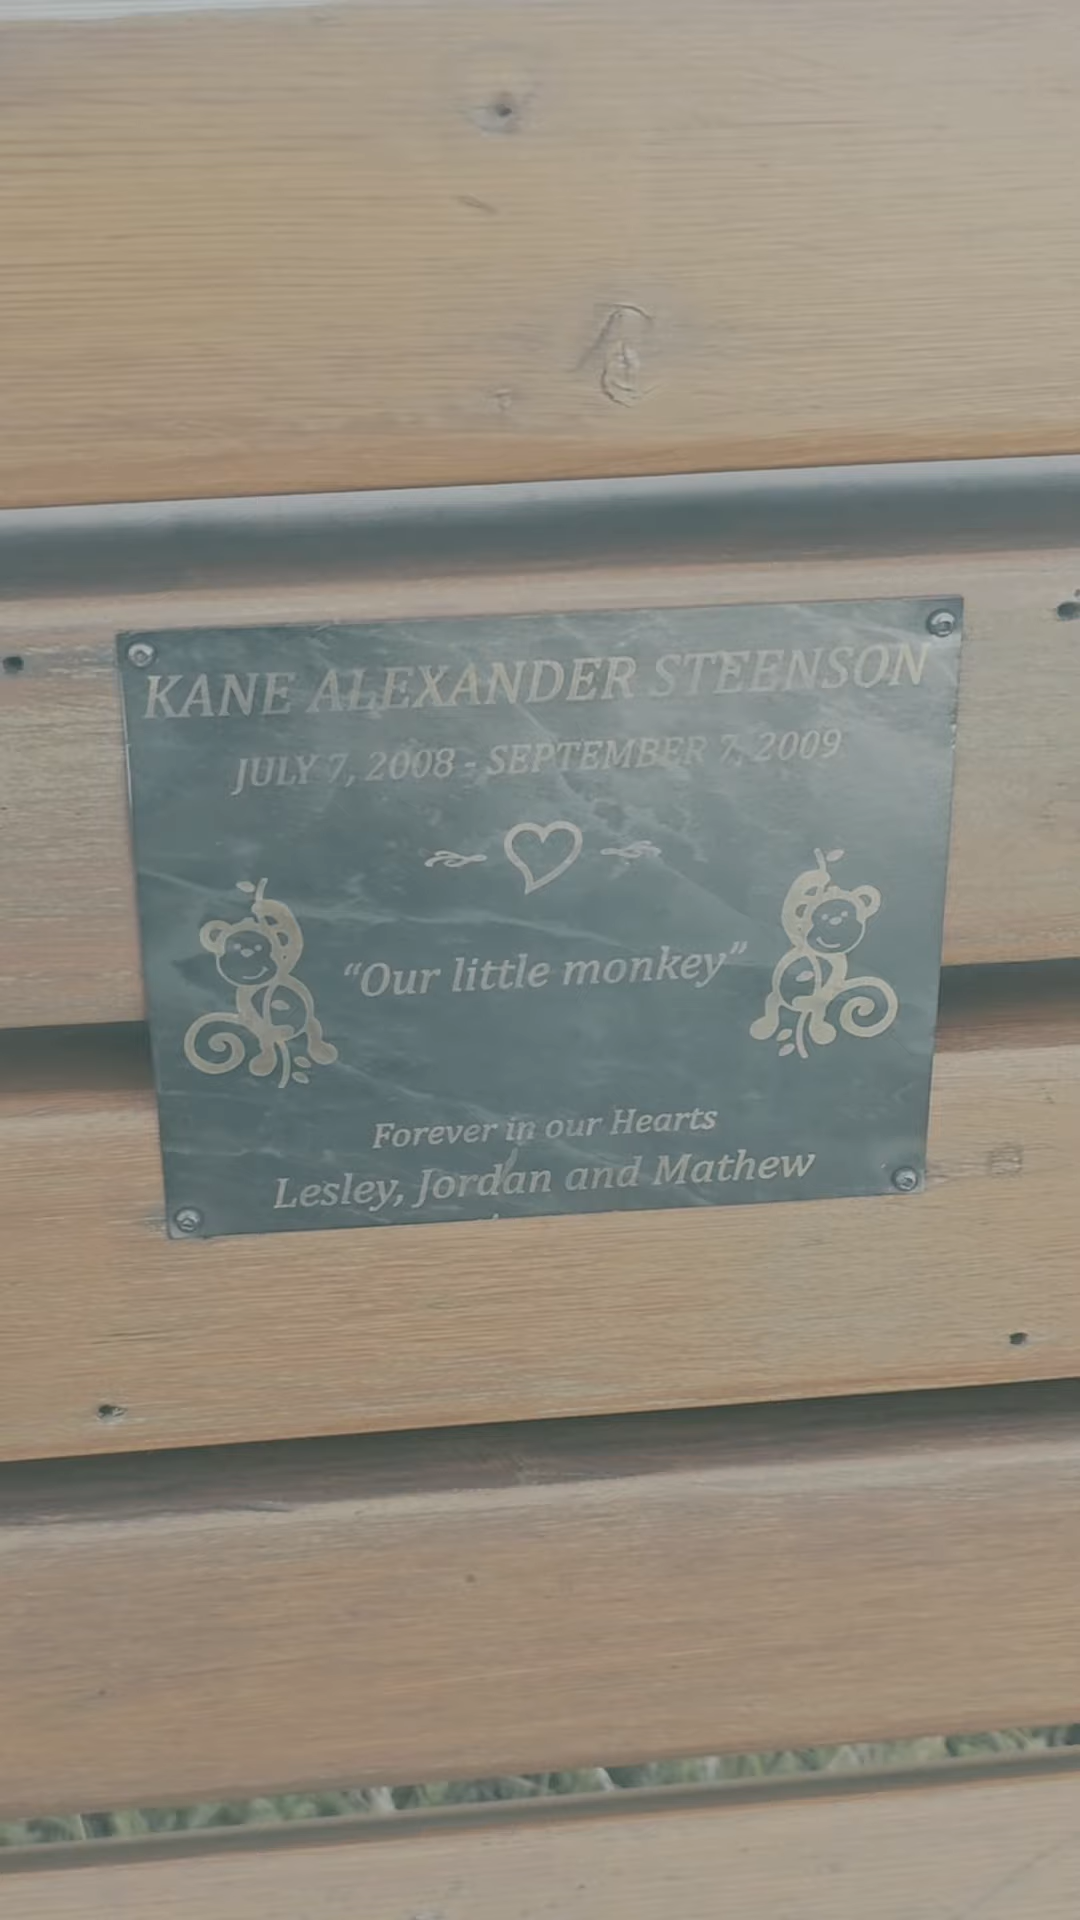 KANE ALEXANDER STEENSON
JULY 7, 2008 - SEPTEMBER 7, 2009
“Our little monkey”
Forever in our Hearts
Lesley, Jordan and Mathew